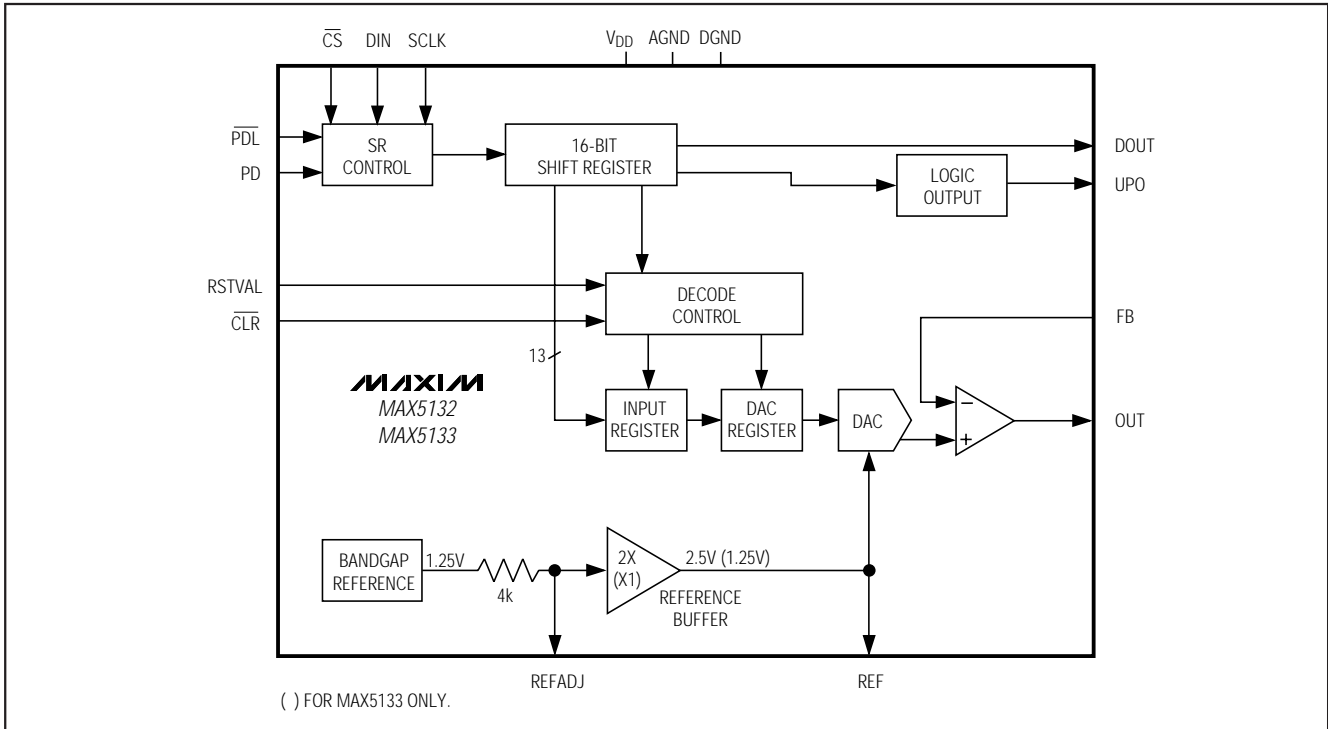 CS DIN SCLK VDD AGND DGND
PDL
PD
SR
CONTROL
16-BIT
SHIFT REGISTER
DOUT
LOGIC
OUTPUT
UPO
RSTVAL
CLR
DECODE
CONTROL
FB
13
MAXIM
MAX5132
MAX5133
INPUT
REGISTER
DAC
REGISTER
DAC
−
+
OUT
BANDGAP
REFERENCE
1.25V
4k
2X
(X1)
2.5V (1.25V)
REFERENCE
BUFFER
REFADJ
REF
( ) FOR MAX5133 ONLY.